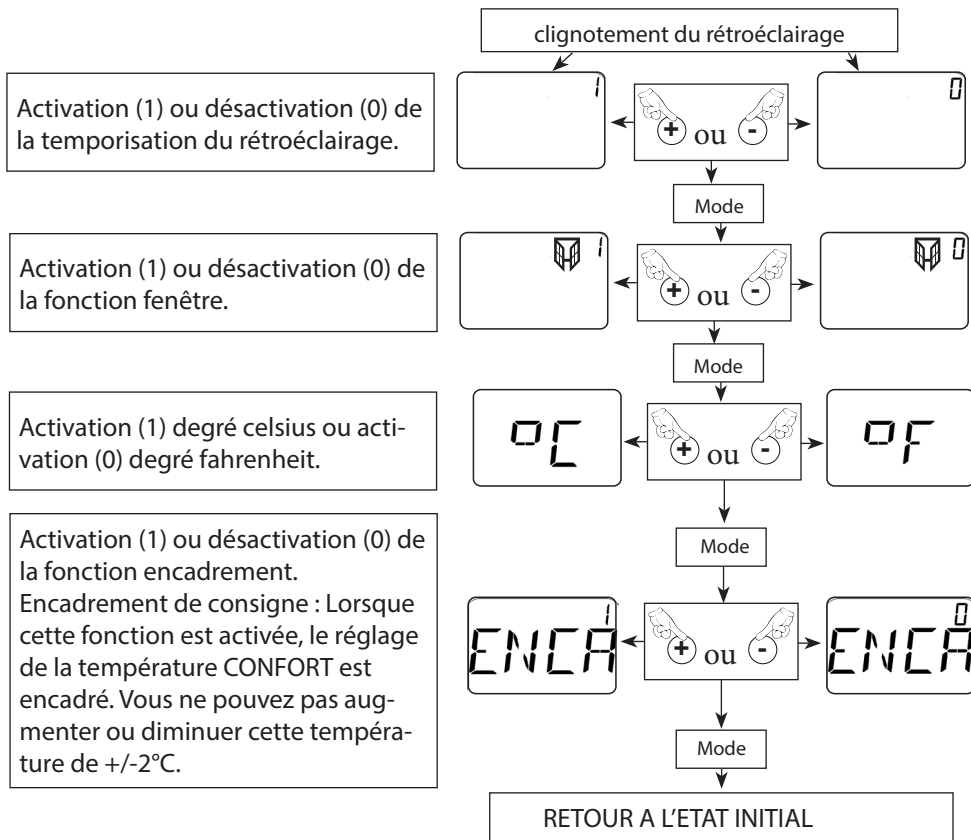 clignotement du rétroéclairage
Activation (1) ou désactivation (0) de
la temporisation du rétroéclairage.
1
+ ou -
0
Mode
Activation (1) ou désactivation (0) de
la fonction fenêtre.
1
+ ou -
0
Mode
Activation (1) degré celsius ou acti-
vation (0) degré fahrenheit.
°C
+ ou -
°F
Mode
Activation (1) ou désactivation (0) de
la fonction encadrement.
Encadrement de consigne : Lorsque
cette fonction est activée, le réglage
de la température CONFORT est
encadré. Vous ne pouvez pas aug-
menter ou diminuer cette tempéra-
ture de +/-2°C.
1
ENCA
+ ou -
0
ENCA
Mode
RETOUR A L'ETAT INITIAL